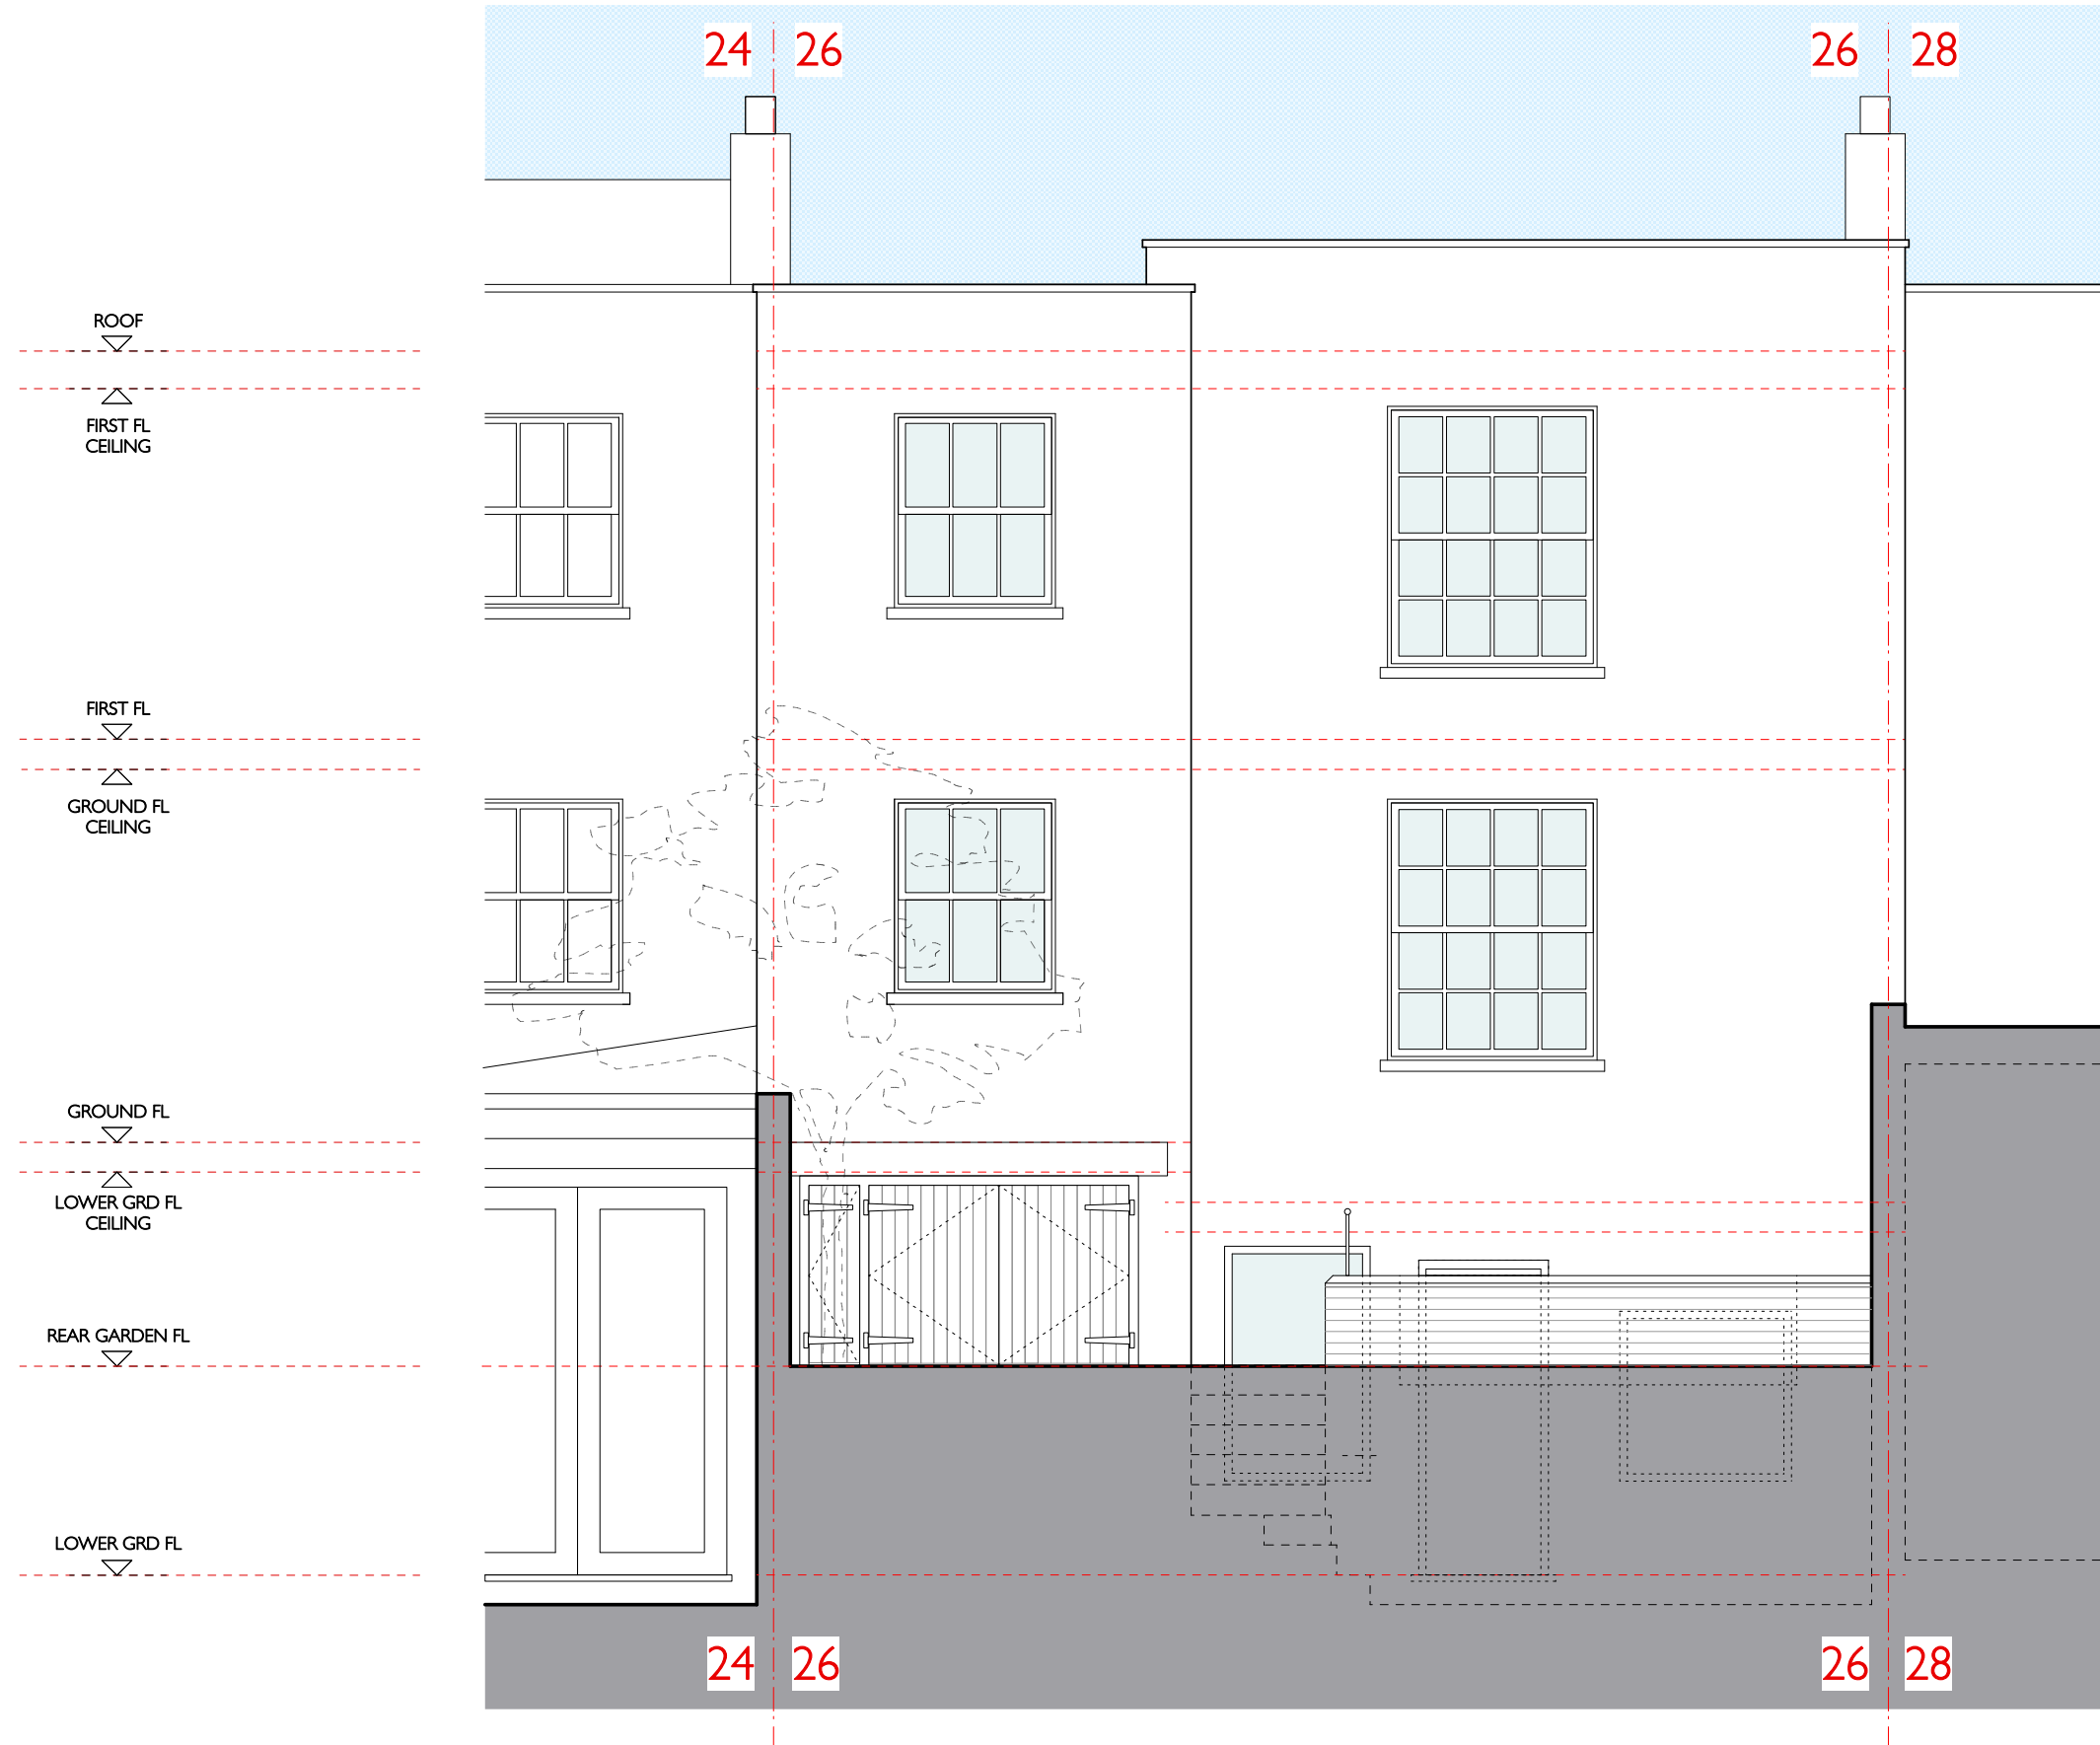 24 26
26 28
ROOF
FIRST FL
CEILING
FIRST FL
GROUND FL
CEILING
GROUND FL
LOWER GRD FL
CEILING
REAR GARDEN FL
LOWER GRD FL
24 26
26 28